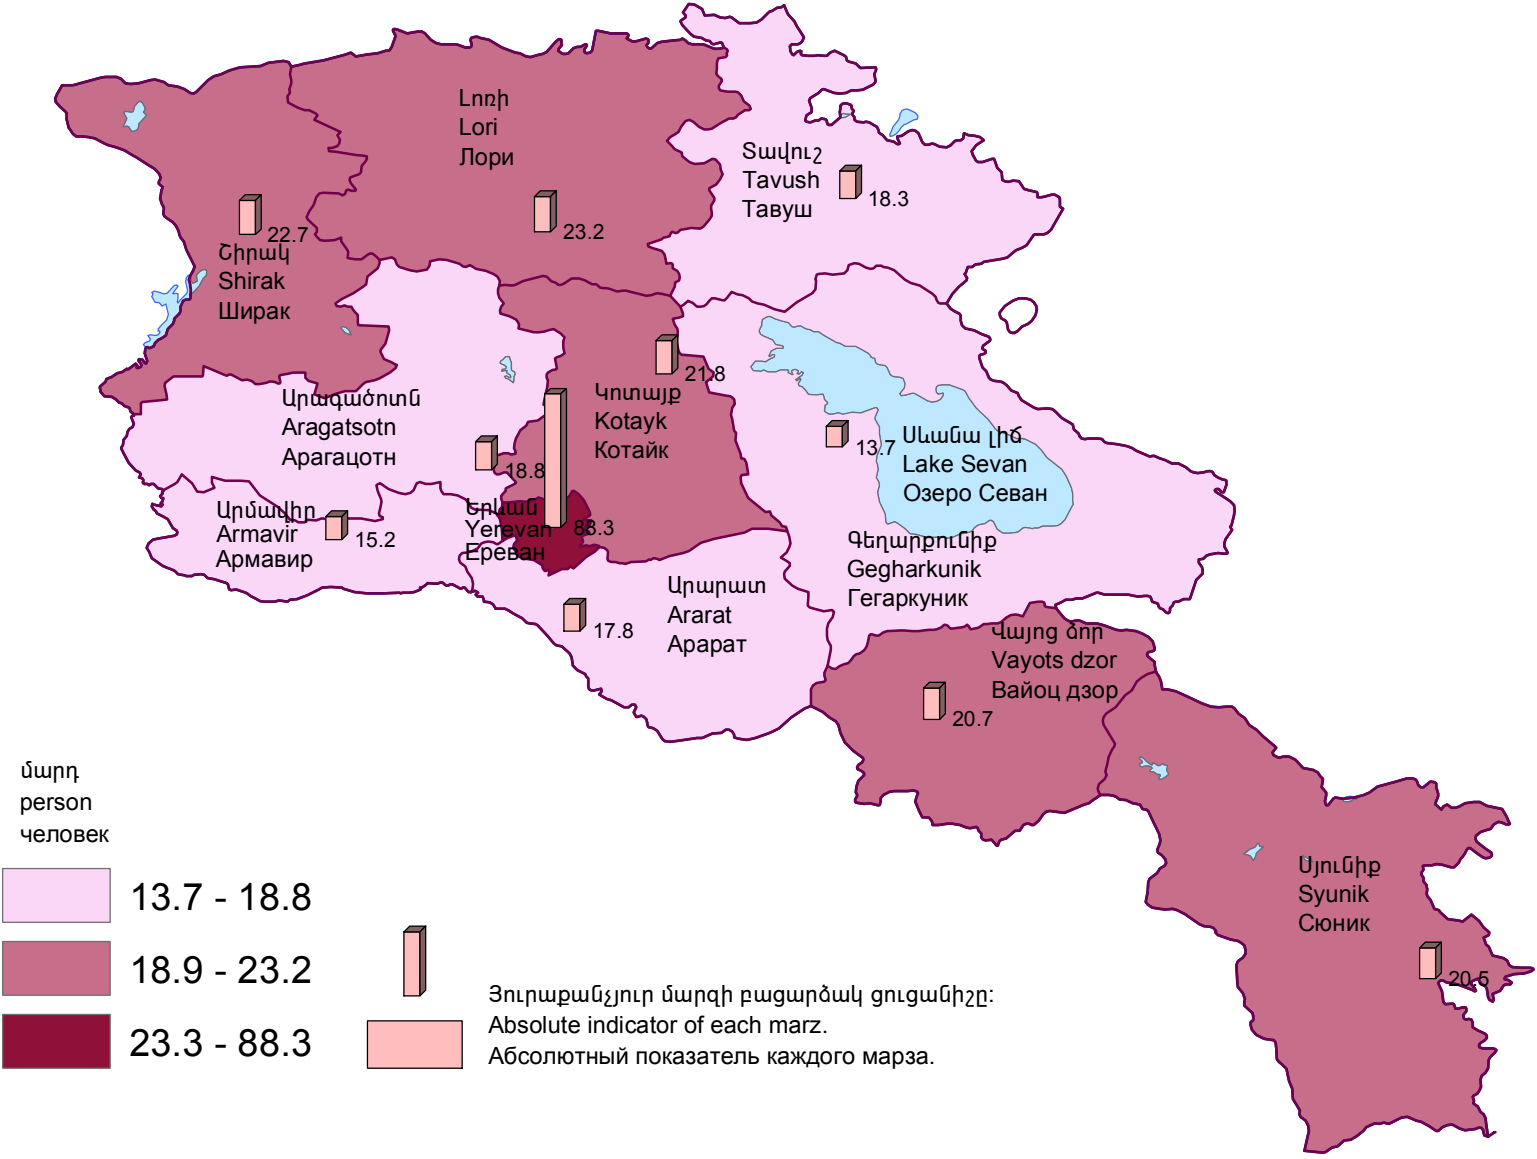 Լոռի
Lori
Лори
23.2
Տավուշ
Tavush
Тавуш
18.3
22.7
Շիրակ
Shirak
Ширак
21.8
Կոտայք
Kotayk
Котайк
Արագածոտն
Aragatsotn
Арагацотн
18.8
13.7
Սևանա լիճ
Lake Sevan
Озеро Севан
Արմավիր
Armavir
Армавир
15.2
Երևան
Yerevan
Ереван
88.3
Գեղարքունիք
Gegharkunik
Гегаркуник
Արարատ
Ararat
Арарат
17.8
Վայոց ձոր
Vayots dzor
Вайоц дзор
20.7
Սյունիք
Syunik
Сюник
20.5
մարդ
person
человек
13.7 - 18.8
18.9 - 23.2
23.3 - 88.3
Յուրաքանչյուր մարզի բացարձակ ցուցանիշը:
Absolute indicator of each marz.
Абсолютный показатель каждого марза.